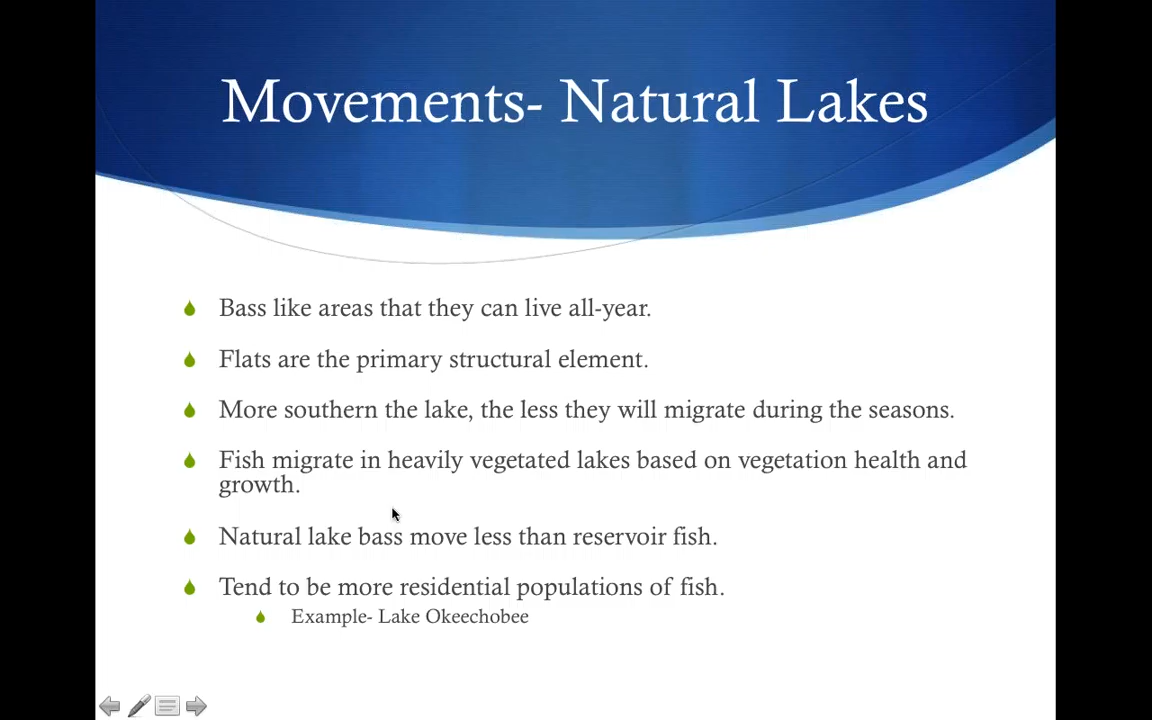 Movements- Natural Lakes
Bass like areas that they can live all-year.
Flats are the primary structural element.
More southern the lake, the less they will migrate during the seasons.
Fish migrate in heavily vegetated lakes based on vegetation health and
growth.
Natural lake bass move less than reservoir fish.
Tend to be more residential populations of fish.
Example- Lake Okeechobee